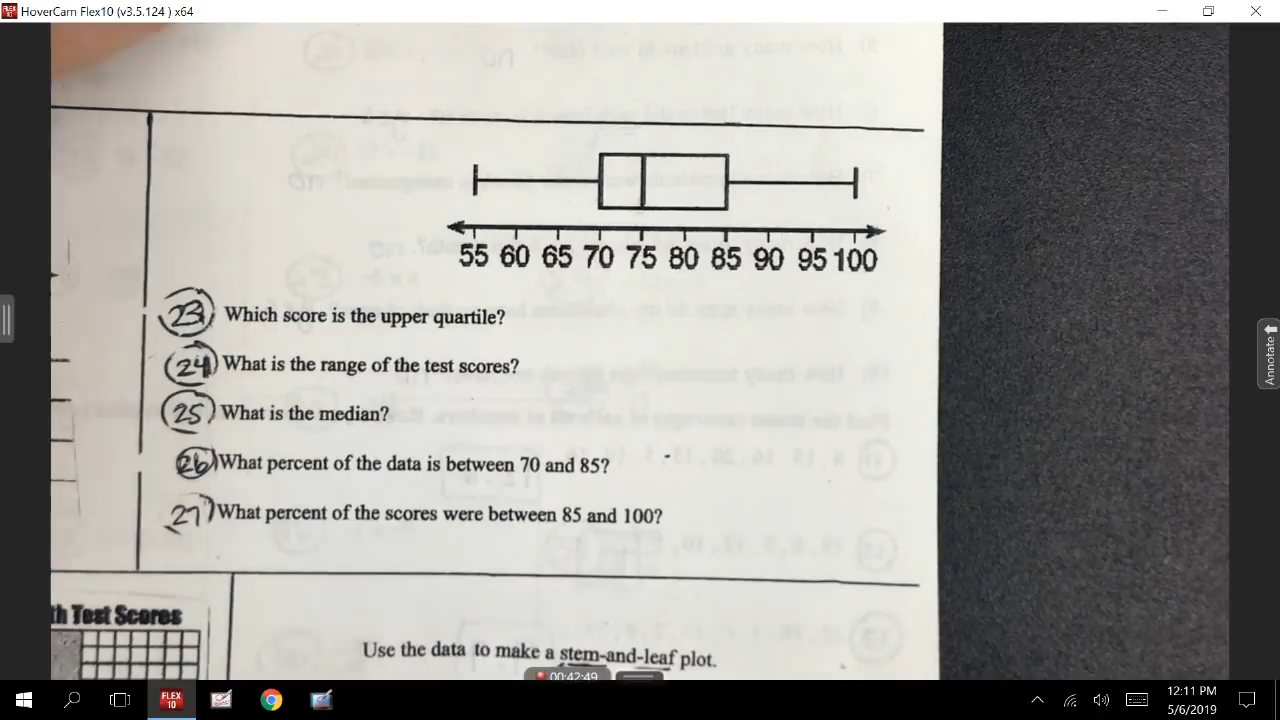 HoverCam Flex10 (v3.5.124 ) x64
55 60 65 70 75 80 85 90 95 100
23 Which score is the upper quartile?
24 What is the range of the test scores?
25 What is the median?
26 What percent of the data is between 70 and 85?
27 What percent of the scores were between 85 and 100?
Annotate
th Test Scores
Use the data to make a stem-and-leaf plot.
00:42:49
FLEX
10
12:11 PM
5/6/2019